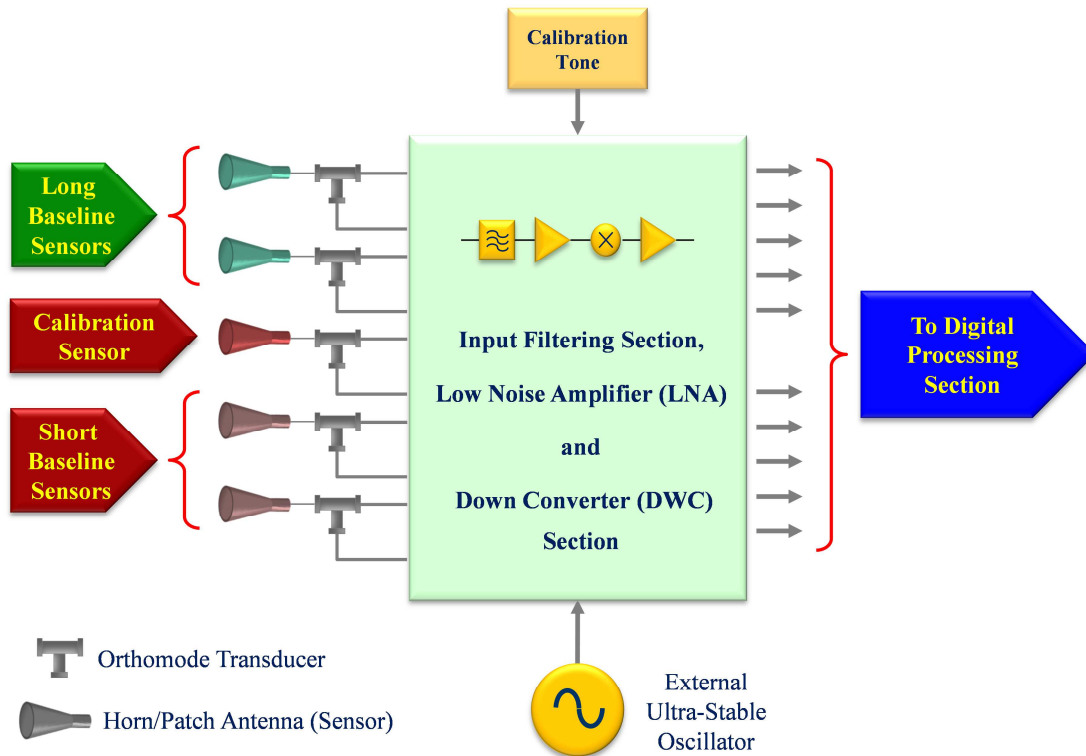 Calibration
Tone
Long
Baseline
Sensors
Calibration
Sensor
Short
Baseline
Sensors
Input Filtering Section,
Low Noise Amplifier (LNA)
and
Down Converter (DWC)
Section
To Digital
Processing
Section
Orthomode Transducer
Horn/Patch Antenna (Sensor)
External
Ultra-Stable
Oscillator